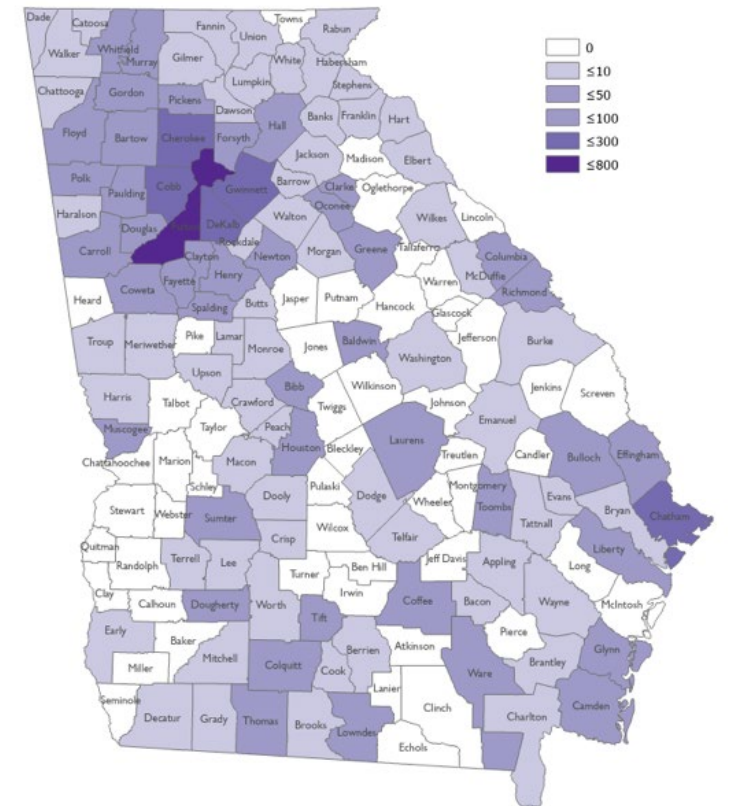 Dade
Catoosa
Towns
Fannin
Rabun
Union
Whitfield
Walker
Murray
Gilmer
White
Habersham
Lumpkin
Stephens
Chattooga
Gordon
Pickens
Dawson
Banks
Franklin
Hart
Floyd
Bartow
Cherokee
Forsyth
Hall
Jackson
Madison
Elbert
Polk
Paulding
Cobb
Gwinnett
Barrow
Clarke
Oglethorpe
Oconee
Haralson
Douglas
Fulton
DeKalb
Rockdale
Walton
Wilkes
Lincoln
Carroll
Clayton
Newton
Morgan
Greene
Taliaferro
Columbia
McDuffie
Richmond
Warren
Heard
Coweta
Fayette
Henry
Spalding
Butts
Jasper
Putnam
Hancock
Glascock
Troup
Meriwether
Pike
Lamar
Monroe
Jones
Baldwin
Washington
Jefferson
Burke
Upson
Harris
Talbot
Crawford
Bibb
Twiggs
Wilkinson
Johnson
Jenkins
Screven
Emanuel
Muscogee
Taylor
Peach
Houston
Bleckley
Laurens
Treutlen
Candler
Bulloch
Effingham
Chattahoochee
Marion
Macon
Schley
Pulaski
Dodge
Wheeler
Montgomery
Toombs
Evans
Tattnall
Bryan
Chatham
Stewart
Webster
Sumter
Dooly
Wilcox
Crisp
Telfair
Quitman
Randolph
Terrell
Lee
Turner
Ben Hill
Irwin
Jeff Davis
Appling
Long
Liberty
Clay
Calhoun
Dougherty
Worth
Tift
Coffee
Bacon
Wayne
McIntosh
Early
Baker
Mitchell
Colquitt
Cook
Berrien
Atkinson
Pierce
Ware
Brantley
Glynn
Miller
Seminole
Decatur
Grady
Thomas
Brooks
Lowndes
Lanier
Clinch
Echols
Charlton
Camden
0
≤10
≤50
≤100
≤300
≤800